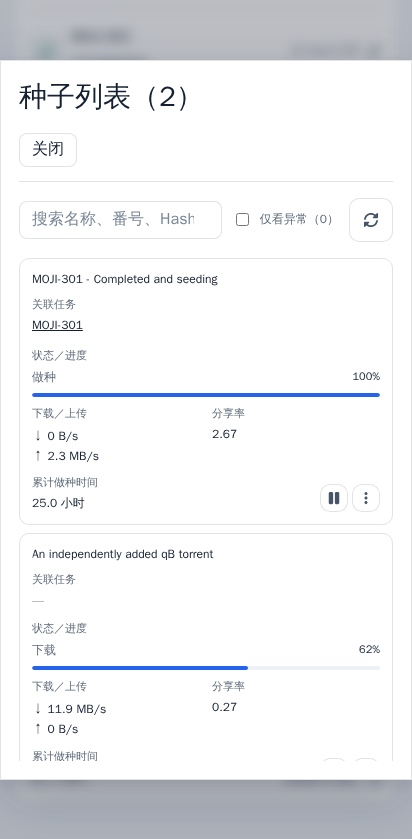 种子列表（2）
关闭
搜索名称、番号、Hash
仅看异常（0）
MOJI-301 - Completed and seeding
关联任务
MOJI-301
状态／进度
做种 100%
下载／上传 分享率
↓ 0 B/s 2.67
↑ 2.3 MB/s
累计做种时间
25.0 小时
An independently added qB torrent
关联任务
—
状态／进度
下载 62%
下载／上传 分享率
↓ 11.9 MB/s 0.27
↑ 0 B/s
累计做种时间